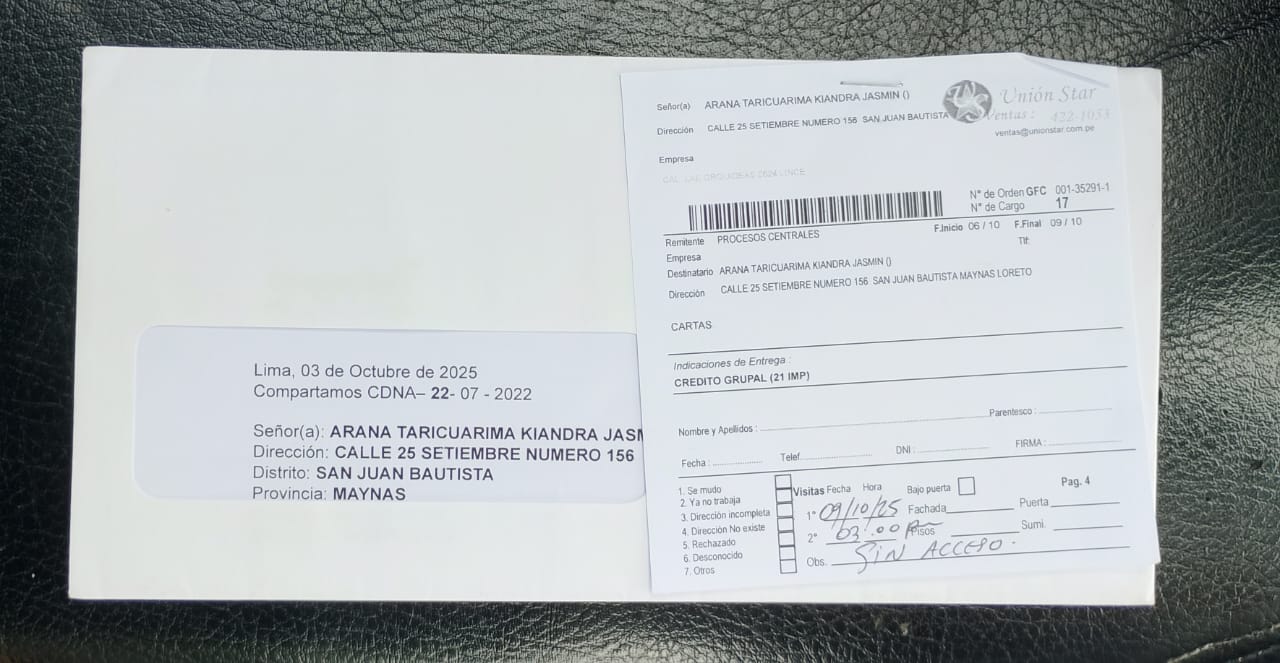 Lima, 03 de Octubre de 2025
Compartamos CDNA– 22- 07 - 2022
Señor(a): ARANA TARICUARIMA KIANDRA JASM
Dirección: CALLE 25 SETIEMBRE NUMERO 156
Distrito: SAN JUAN BAUTISTA
Provincia: MAYNAS
Señor(a) ARANA TARICUARIMA KIANDRA JASMIN ()
Dirección CALLE 25 SETIEMBRE NUMERO 156 SAN JUAN BAUTISTA
Unión Star
Ventas: 422-1053
ventas@unionstar.com.pe
Empresa
CAL. LAS ORQUIDEAS 2624 LINCE
N° de Orden GFC 001-35291-1
N° de Cargo 17
Remitente PROCESOS CENTRALES
F.Inicio 06 / 10 F.Final 09 / 10
Empresa
Tlf:
Destinatario ARANA TARICUARIMA KIANDRA JASMIN ()
Dirección CALLE 25 SETIEMBRE NUMERO 156 SAN JUAN BAUTISTA MAYNAS LORETO
CARTAS
Indicaciones de Entrega :
CREDITO GRUPAL (21 IMP)
Nombre y Apellidos : Parentesco :
Fecha : Telef. DNI : FIRMA :
1. Se mudo
2. Ya no trabaja
3. Dirección incompleta
4. Dirección No existe
5. Rechazado
6. Desconocido
7. Otros
Visitas Fecha Hora Bajo puerta Pag. 4
1° 09/10/25 Fachada Puerta
2° 03:00 P Pisos Sumi.
Obs. SIN ACCESO.